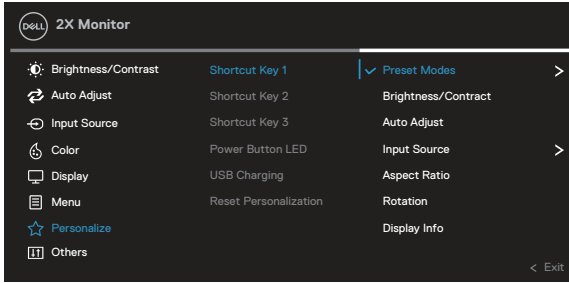 DELL
2X Monitor
Brightness/Contrast
Auto Adjust
Input Source
Color
Display
Menu
Personalize
Others
Shortcut Key 1
Shortcut Key 2
Shortcut Key 3
Power Button LED
USB Charging
Reset Personalization
Preset Modes >
Brightness/Contract
Auto Adjust
Input Source >
Aspect Ratio
Rotation
Display Info
< Exit